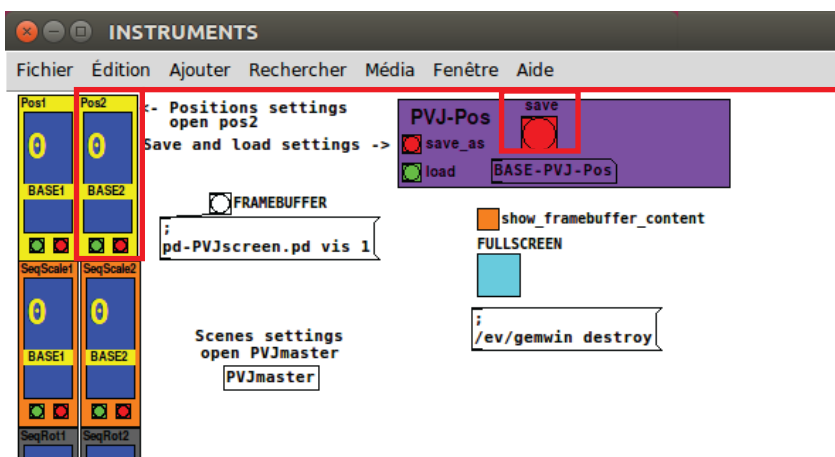 INSTRUMENTS
Fichier Édition Ajouter Rechercher Média Fenêtre Aide
Pos1 Pos2
<- Positions settings
open pos2
Save and load settings ->
0 0
BASE1 BASE2
PVJ-Pos
save
save_as
load
BASE-PVJ-Pos
FRAMEBUFFER
;
pd-PVJscreen.pd vis 1
show_framebuffer_content
FULLSCREEN
;
/ev/gemwin destroy
SeqScale1 SeqScale2
0 0
BASE1 BASE2
Scenes settings
open PVJmaster
PVJmaster
SeqRot1 SeqRot2